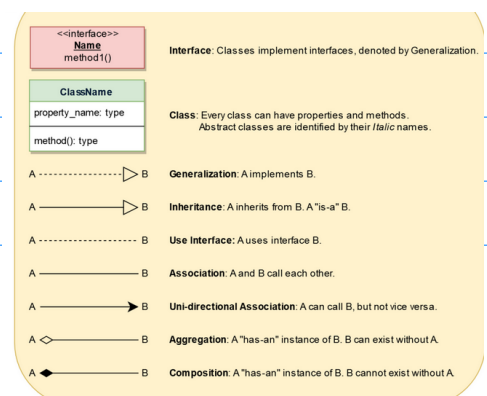 <<interface>>
Name
method1()
Interface: Classes implement interfaces, denoted by Generalization.
ClassName
property_name: type
method(): type
Class: Every class can have properties and methods.
Abstract classes are identified by their Italic names.
A B Generalization: A implements B.
A B Inheritance: A inherits from B. A "is-a" B.
A B Use Interface: A uses interface B.
A B Association: A and B call each other.
A B Uni-directional Association: A can call B, but not vice versa.
A B Aggregation: A "has-an" instance of B. B can exist without A.
A B Composition: A "has-an" instance of B. B cannot exist without A.